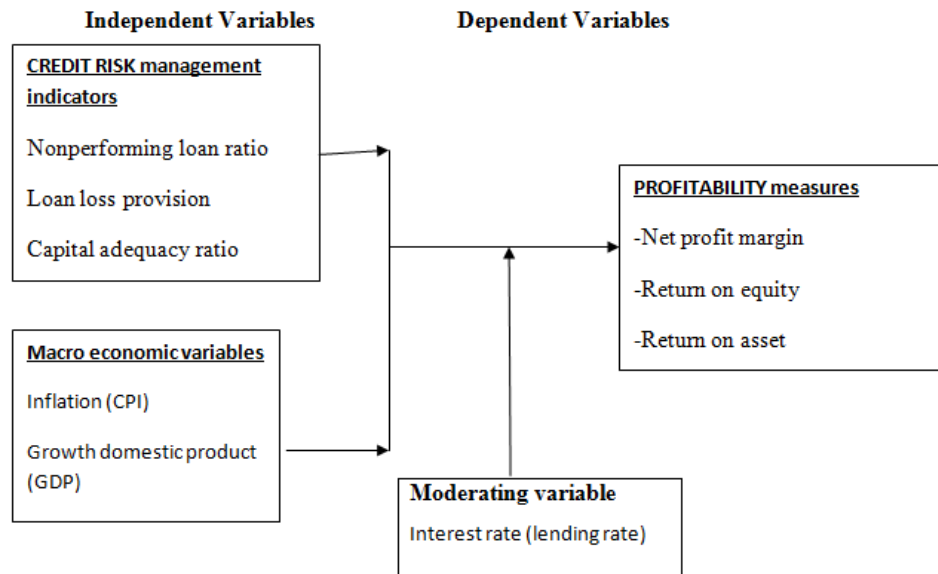 Independent Variables
Dependent Variables
CREDIT RISK management
indicators
Nonperforming loan ratio
Loan loss provision
Capital adequacy ratio
PROFITABILITY measures
-Net profit margin
-Return on equity
-Return on asset
Macro economic variables
Inflation (CPI)
Growth domestic product
(GDP)
Moderating variable
Interest rate (lending rate)